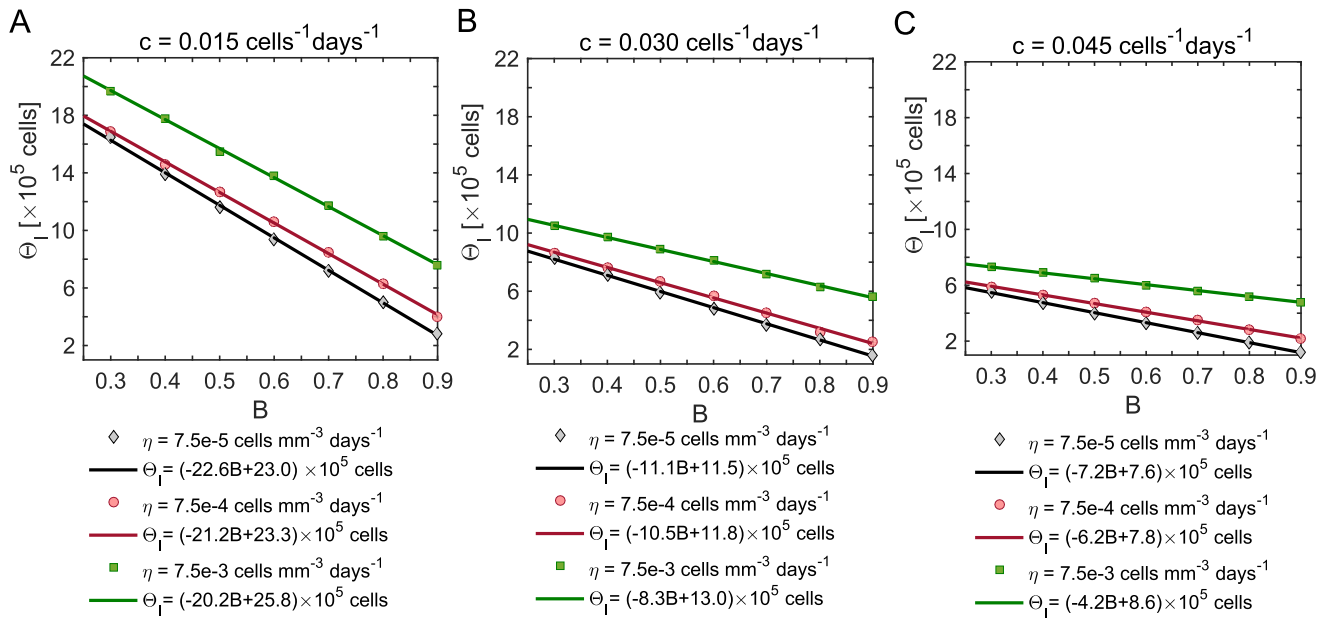 A
c = 0.015 cells⁻¹days⁻¹
Θ_I [×10⁵ cells]
22
18
14
10
6
2
0.3 0.4 0.5 0.6 0.7 0.8 0.9
B
η = 7.5e-5 cells mm⁻³ days⁻¹
Θ_I= (-22.6B+23.0) ×10⁵ cells
η = 7.5e-4 cells mm⁻³ days⁻¹
Θ_I= (-21.2B+23.3)×10⁵ cells
η = 7.5e-3 cells mm⁻³ days⁻¹
Θ_I= (-20.2B+25.8)×10⁵ cells
B
c = 0.030 cells⁻¹days⁻¹
Θ_I [×10⁵ cells]
22
18
14
10
6
2
0.3 0.4 0.5 0.6 0.7 0.8 0.9
B
η = 7.5e-5 cells mm⁻³ days⁻¹
Θ_I= (-11.1B+11.5)×10⁵ cells
η = 7.5e-4 cells mm⁻³ days⁻¹
Θ_I= (-10.5B+11.8)×10⁵ cells
η = 7.5e-3 cells mm⁻³ days⁻¹
Θ_I= (-8.3B+13.0)×10⁵ cells
C
c = 0.045 cells⁻¹days⁻¹
Θ_I [×10⁵ cells]
22
18
14
10
6
2
0.3 0.4 0.5 0.6 0.7 0.8 0.9
B
η = 7.5e-5 cells mm⁻³ days⁻¹
Θ_I= (-7.2B+7.6)×10⁵ cells
η = 7.5e-4 cells mm⁻³ days⁻¹
Θ_I= (-6.2B+7.8)×10⁵ cells
η = 7.5e-3 cells mm⁻³ days⁻¹
Θ_I= (-4.2B+8.6)×10⁵ cells